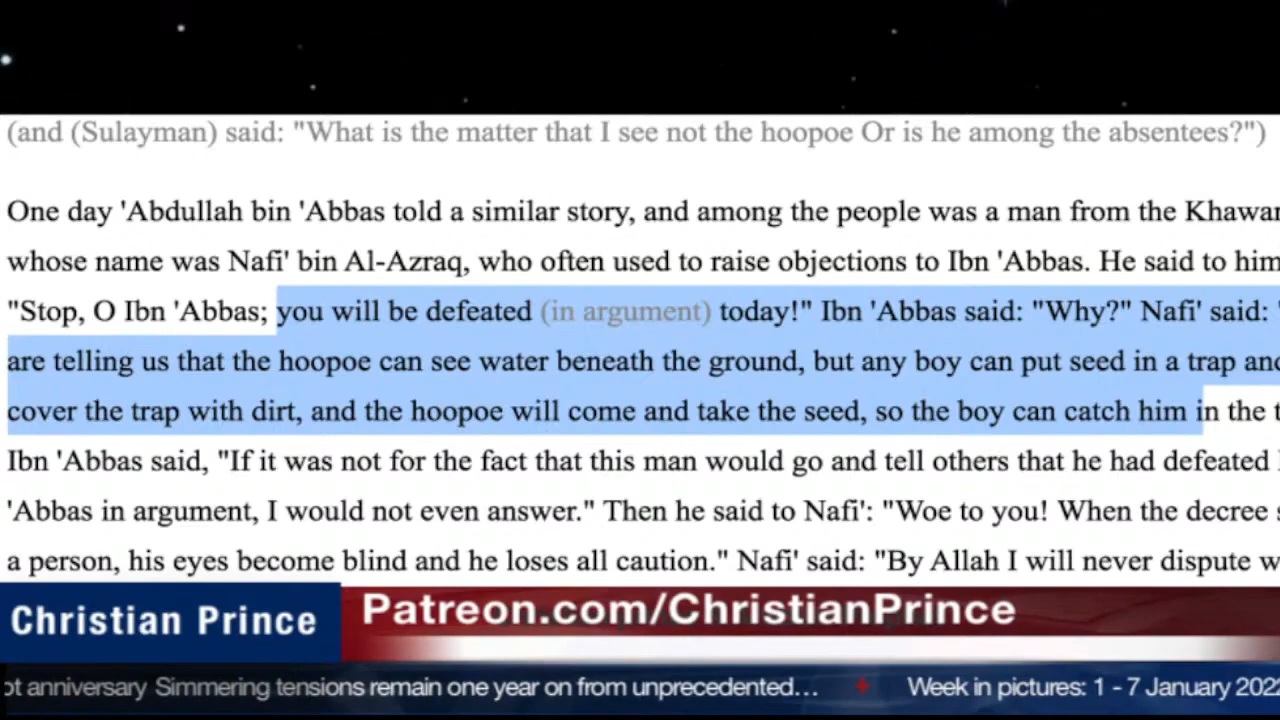 (and (Sulayman) said: "What is the matter that I see not the hoopoe Or is he among the absentees?")
One day 'Abdullah bin 'Abbas told a similar story, and among the people was a man from the
whose name was Nafi' bin Al-Azraq, who often used to raise objections to Ibn 'Abbas. He said to him
"Stop, O Ibn 'Abbas; you will be defeated (in argument) today!" Ibn 'Abbas said: "Why?" Nafi' said:
are telling us that the hoopoe can see water beneath the ground, but any boy can put seed in a trap and
cover the trap with dirt, and the hoopoe will come and take the seed, so the boy can catch him in the
Ibn 'Abbas said, "If it was not for the fact that this man would go and tell others that he had defeated
'Abbas in argument, I would not even answer." Then he said to Nafi': "Woe to you! When the decree
a person, his eyes become blind and he loses all caution." Nafi' said: "By Allah I will never dispute
Christian Prince
Patreon.com/ChristianPrince
anniversary Simmering tensions remain one year on from unprecedented... Week in pictures: 1 - 7 January